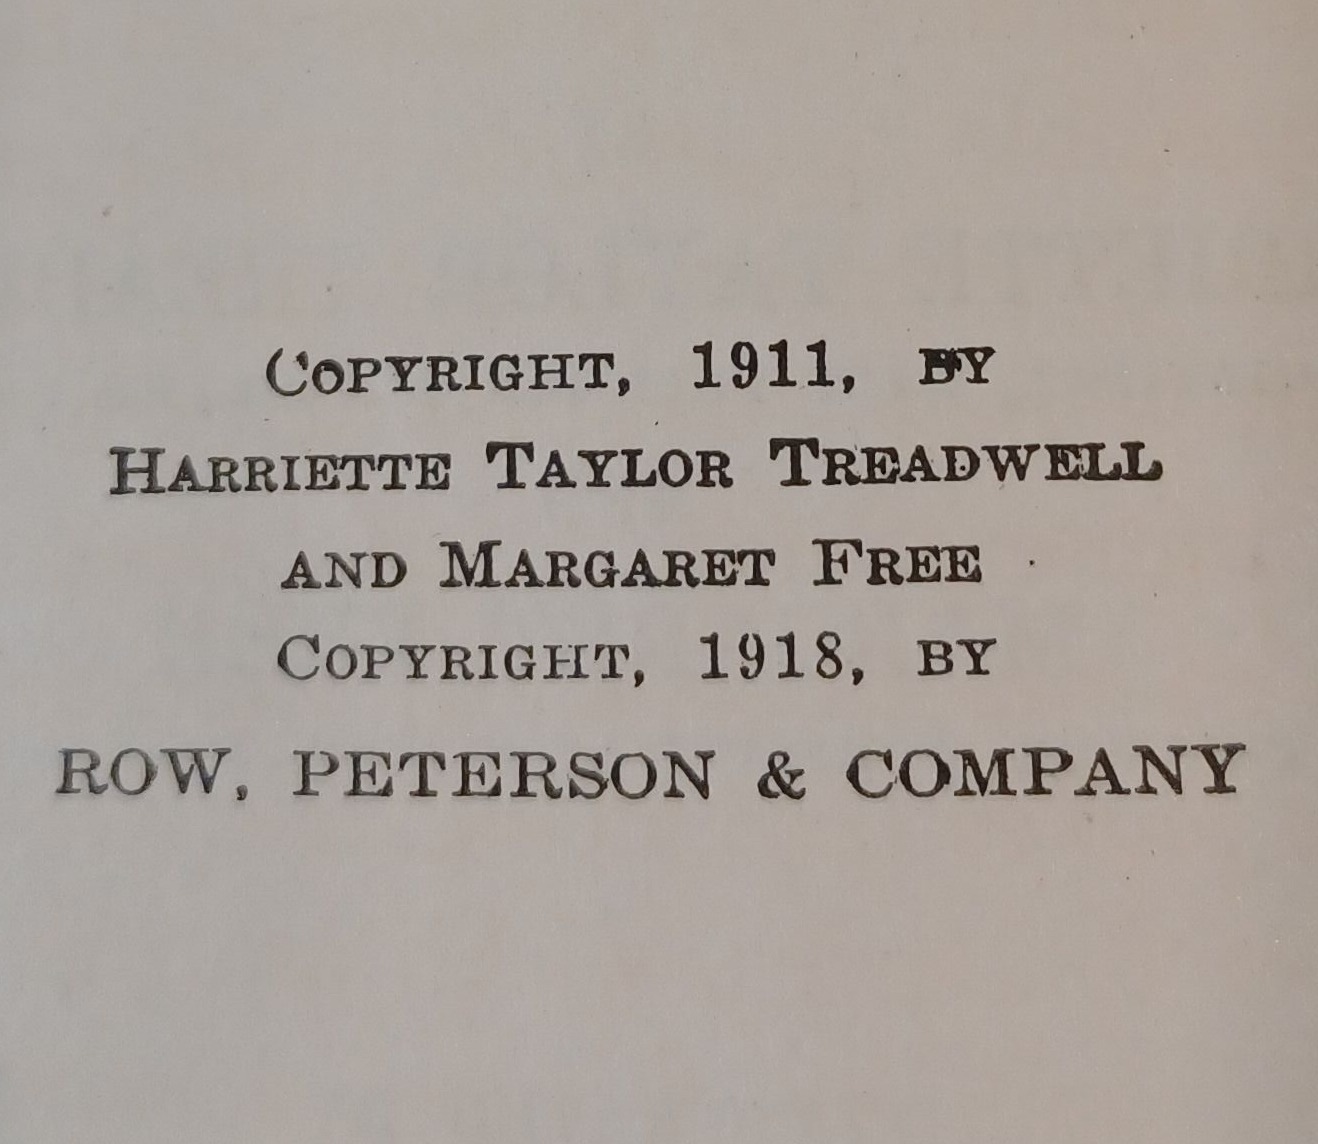 COPYRIGHT, 1911, BY
HARRIETTE TAYLOR TREADWELL
AND MARGARET FREE
COPYRIGHT, 1918, BY
ROW, PETERSON & COMPANY